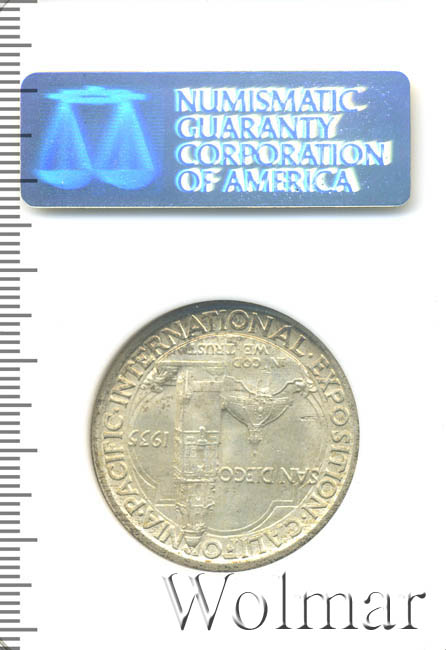 NUMISMATIC
GUARANTY
CORPORATION
OF AMERICA
CALIFORNIA·PACIFIC·INTERNATIONAL·EXPOSITION
SAN DIEGO
1935
IN GOD
WE TRUST
Wolmar